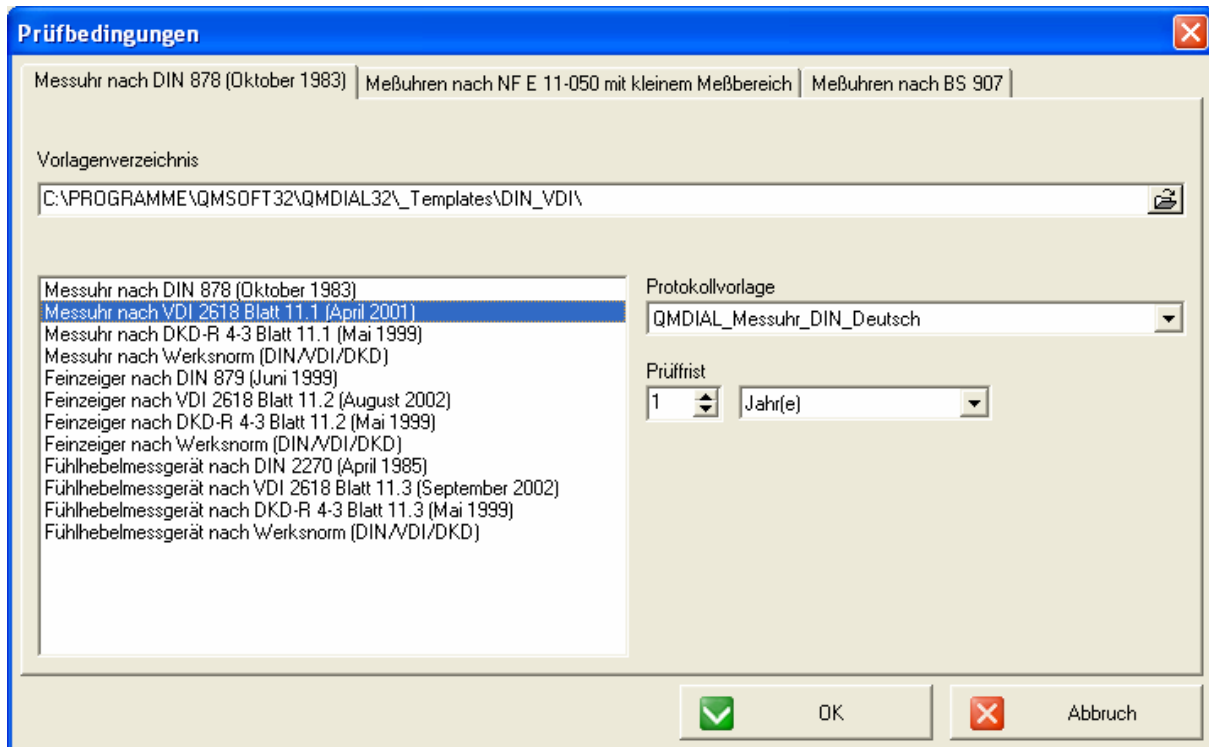 Prüfbedingungen
Messuhr nach DIN 878 (Oktober 1983)
Meßuhren nach NF E 11-050 mit kleinem Meßbereich
Meßuhren nach BS 907
Vorlagenverzeichnis
C:\PROGRAMME\QMSOFT32\QMDIAL32\_Templates\DIN_VDI\
Messuhr nach DIN 878 (Oktober 1983)
Messuhr nach VDI 2618 Blatt 11.1 (April 2001)
Messuhr nach DKD-R 4-3 Blatt 11.1 (Mai 1999)
Messuhr nach Werksnorm (DIN/VDI/DKD)
Feinzeiger nach DIN 879 (Juni 1999)
Feinzeiger nach VDI 2618 Blatt 11.2 (August 2002)
Feinzeiger nach DKD-R 4-3 Blatt 11.2 (Mai 1999)
Feinzeiger nach Werksnorm (DIN/VDI/DKD)
Fühlhebelmessgerät nach DIN 2270 (April 1985)
Fühlhebelmessgerät nach VDI 2618 Blatt 11.3 (September 2002)
Fühlhebelmessgerät nach DKD-R 4-3 Blatt 11.3 (Mai 1999)
Fühlhebelmessgerät nach Werksnorm (DIN/VDI/DKD)
Protokollvorlage
QMDIAL_Messuhr_DIN_Deutsch
Prüffrist
1
Jahr(e)
OK
Abbruch